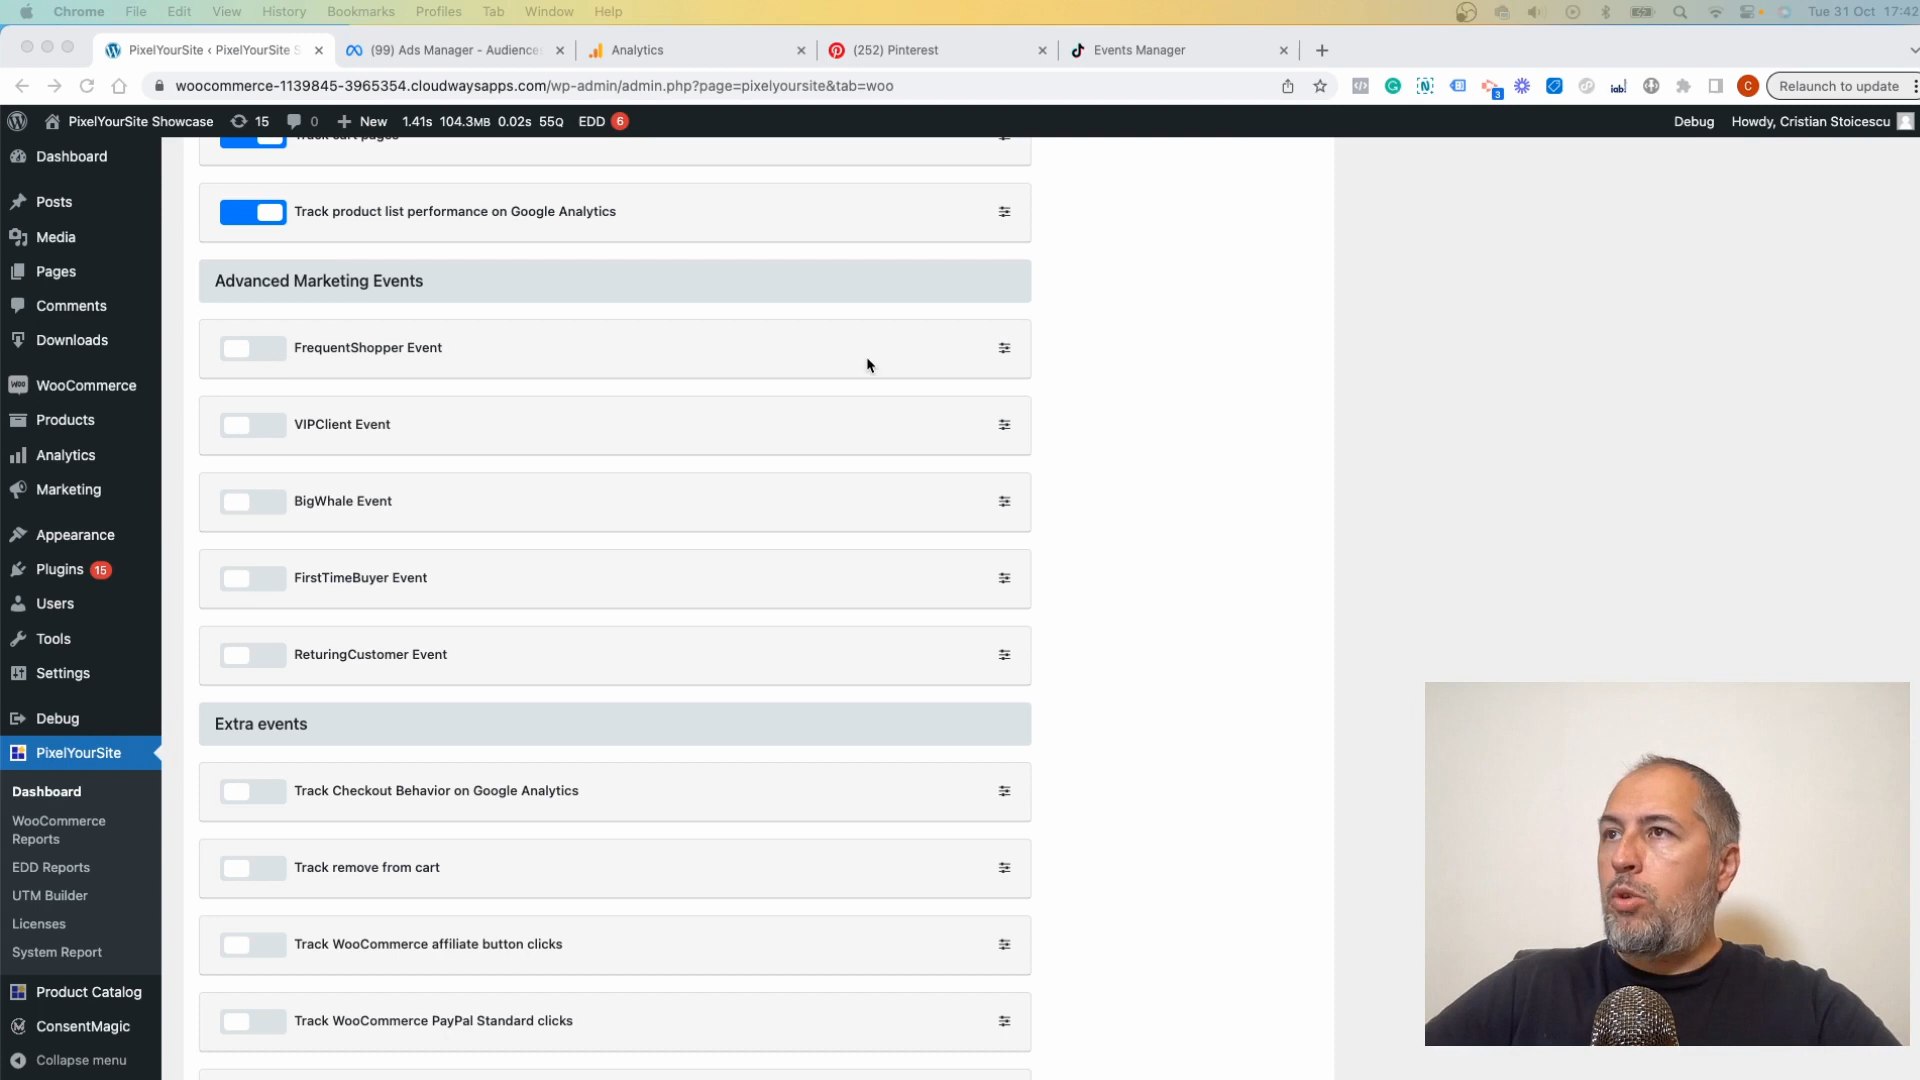 Chrome File Edit View History Bookmarks Profiles Tab Window Help Tue 31 Oct 17:42
PixelYourSite ‹ PixelYourSite S (99) Ads Manager - Audience Analytics (252) Pinterest Events Manager
woocommerce-1139845-3965354.cloudwaysapps.com/wp-admin/admin.php?page=pixelyoursite&tab=woo 3 iab! C Relaunch to update
PixelYourSite Showcase 15 0 New 1.41s 104.3MB 0.02s 55Q EDD 6 Debug Howdy, Cristian Stoicescu
Track cart pages
Dashboard
Posts
Media
Pages
Comments
Downloads
WooCommerce
Products
Analytics
Marketing
Appearance
Plugins 15
Users
Tools
Settings
Debug
PixelYourSite
Dashboard
WooCommerce
Reports
EDD Reports
UTM Builder
Licenses
System Report
Product Catalog
ConsentMagic
Collapse menu
Track product list performance on Google Analytics
Advanced Marketing Events
FrequentShopper Event
VIPClient Event
BigWhale Event
FirstTimeBuyer Event
ReturingCustomer Event
Extra events
Track Checkout Behavior on Google Analytics
Track remove from cart
Track WooCommerce affiliate button clicks
Track WooCommerce PayPal Standard clicks